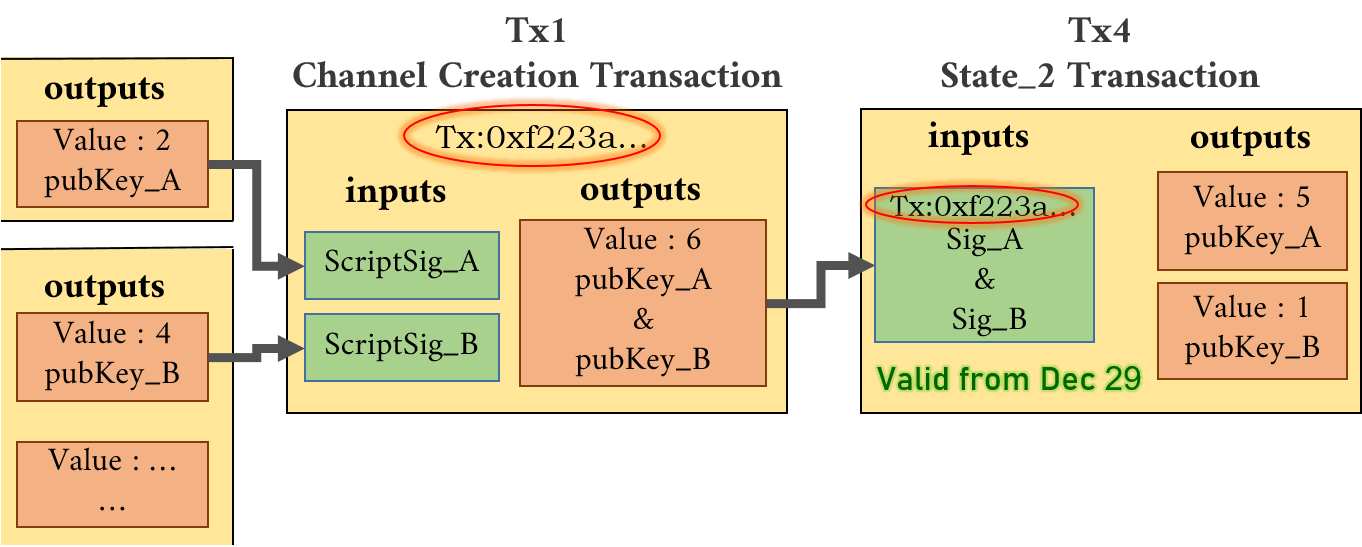 outputs
Value : 2
pubKey_A
outputs
Value : 4
pubKey_B
Value : ...
...
Tx1
Channel Creation Transaction
Tx:0xf223a...
inputs
ScriptSig_A
ScriptSig_B
outputs
Value : 6
pubKey_A
&
pubKey_B
Tx4
State_2 Transaction
inputs
Tx:0xf223a...
Sig_A
&
Sig_B
Valid from Dec 29
outputs
Value : 5
pubKey_A
Value : 1
pubKey_B